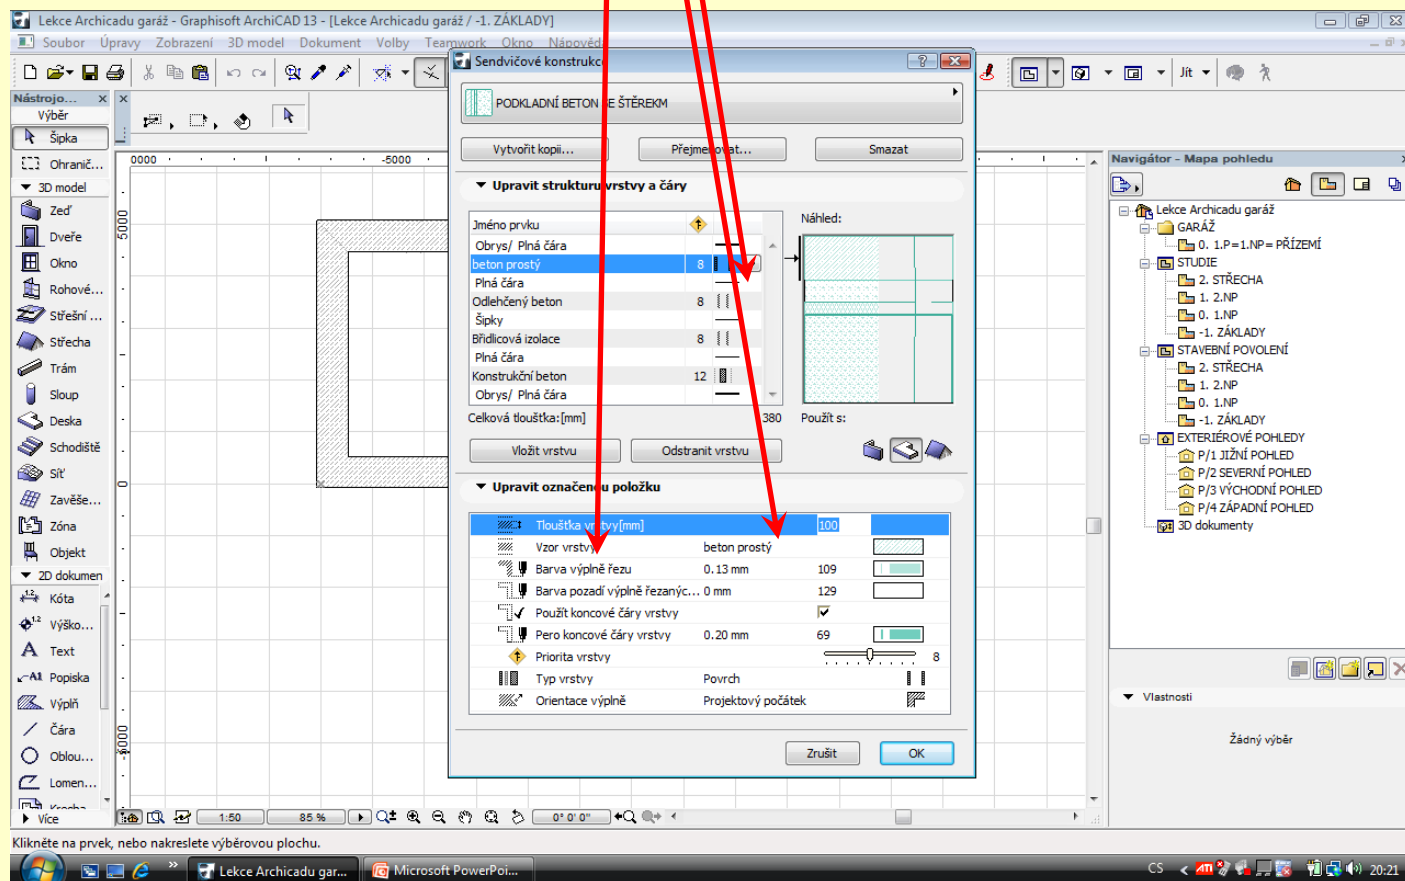 Lekce Archicadu garáž - Graphisoft ArchiCAD 13 - [Lekce Archicadu garáž / -1. ZÁKLADY]
Soubor Úpravy Zobrazení 3D model Dokument Volby Teamwork Okno Nápověda
Jít
Nástrojo...
Výběr
Šipka
Ohranič...
3D model
Zeď
Dveře
Okno
Rohové...
Střešní ...
Střecha
Trám
Sloup
Deska
Schodiště
Síť
Zavěše...
Zóna
Objekt
2D dokumen
Kóta
Výško...
Text
Popiska
Výplň
Čára
Oblou...
Lomen...
Více
0000
-5000
5000
0
-5000
Sendvičové konstrukce
PODKLADNÍ BETON SE ŠTĚREKM
Vytvořit kopii...
Přejmenovat...
Smazat
Upravit strukturu vrstvy a čáry
Jméno prvku
Náhled:
Obrys/ Plná čára
beton prostý 8
Plná čára
Odlehčený beton 8
Šipky
Břidlicová izolace 8
Plná čára
Konstrukční beton 12
Obrys/ Plná čára
Celková tloušťka:[mm] 380
Použít s:
Vložit vrstvu
Odstranit vrstvu
Upravit označenou položku
Tloušťka vrstvy[mm] 100
Vzor vrstvy beton prostý
Barva výplně řezu 0.13 mm 109
Barva pozadí výplně řezanýc... 0 mm 129
Použít koncové čáry vrstvy
Pero koncové čáry vrstvy 0.20 mm 69
Priorita vrstvy 8
Typ vrstvy Povrch
Orientace výplně Projektový počátek
Zrušit
OK
Navigátor - Mapa pohledu
Lekce Archicadu garáž
GARÁŽ
0. 1.P=1.NP= PŘÍZEMÍ
STUDIE
2. STŘECHA
1. 2.NP
0. 1.NP
-1. ZÁKLADY
STAVEBNÍ POVOLENÍ
2. STŘECHA
1. 2.NP
0. 1.NP
-1. ZÁKLADY
EXTERIÉROVÉ POHLEDY
P/1 JIŽNÍ POHLED
P/2 SEVERNÍ POHLED
P/3 VÝCHODNÍ POHLED
P/4 ZÁPADNÍ POHLED
3D dokumenty
Vlastnosti
Žádný výběr
1:50
85 %
0° 0' 0"
Klikněte na prvek, nebo nakreslete výběrovou plochu.
Lekce Archicadu gar...
Microsoft PowerPoi...
CS
20:21